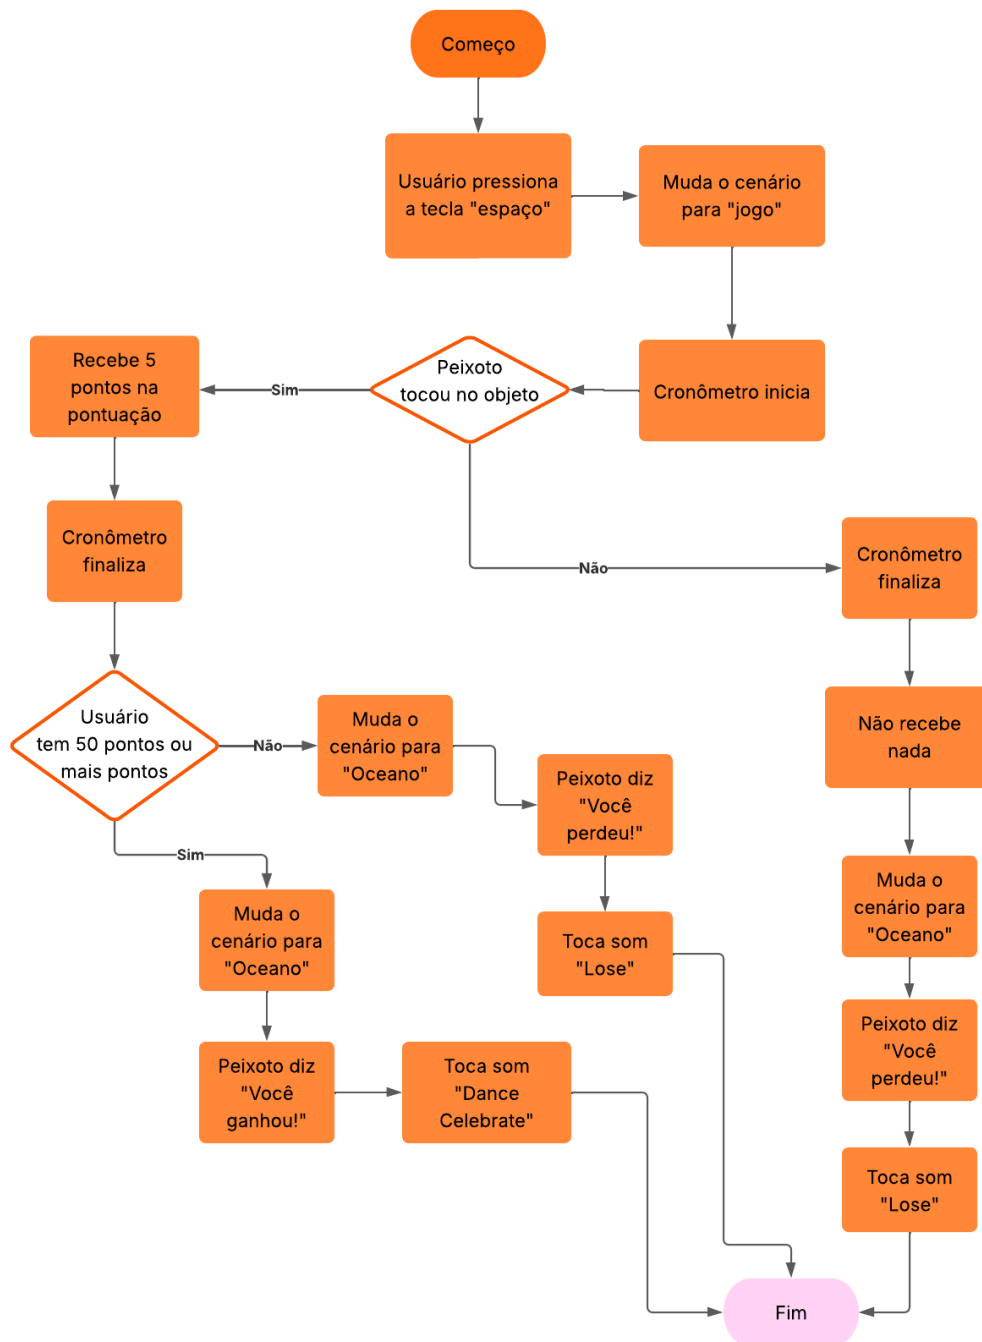 Começo
Usuário pressiona
a tecla "espaço"
Muda o cenário
para "jogo"
Cronômetro inicia
Peixoto
tocou no objeto
Sim
Recebe 5
pontos na
pontuação
Cronômetro
finaliza
Não
Cronômetro
finaliza
Usuário
tem 50 pontos ou
mais pontos
Não
Muda o
cenário para
"Oceano"
Peixoto diz
"Você
perdeu!"
Toca som
"Lose"
Não recebe
nada
Muda o
cenário para
"Oceano"
Peixoto diz
"Você
perdeu!"
Toca som
"Lose"
Sim
Muda o
cenário para
"Oceano"
Peixoto diz
"Você
ganhou!"
Toca som
"Dance
Celebrate"
Fim